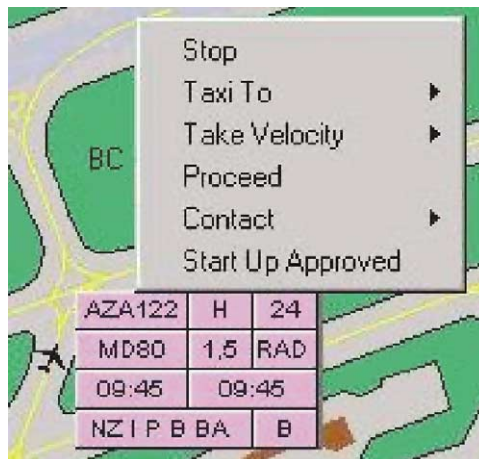 Stop
Taxi To
Take Velocity
BC
Proceed
Contact
Start Up Approved
AZA122 H 24
MD80 1,5 RAD
09:45 09:45
NZ I P B BA B